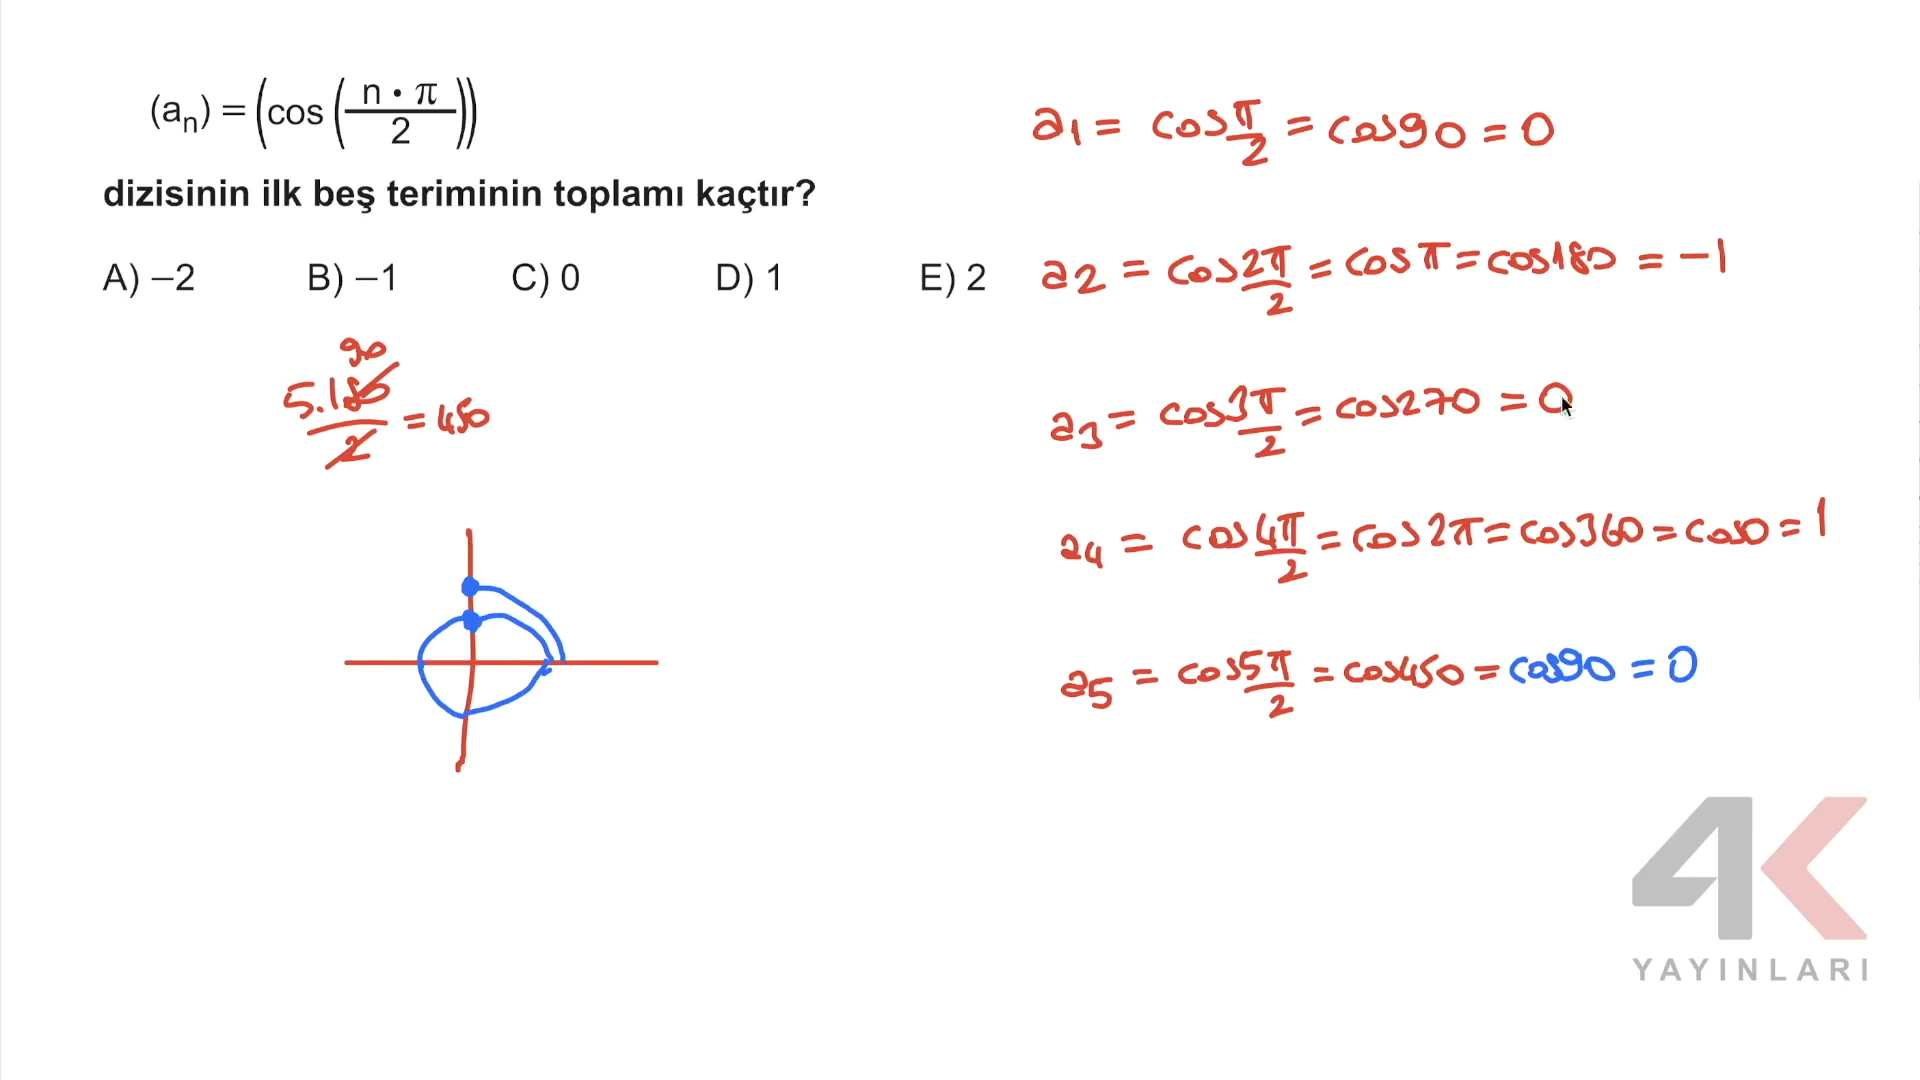 (aₙ) = (cos (n • π / 2))
dizisinin ilk beş teriminin toplamı kaçtır?
A) −2 B) −1 C) 0 D) 1 E) 2
90
5.180 / 2 = 450
a1 = cos π/2 = cos90 = 0
a2 = cos 2π/2 = cos π = cos180 = −1
a3 = cos 3π/2 = cos270 = 0
a4 = cos 4π/2 = cos2π = cos360 = cos0 = 1
a5 = cos 5π/2 = cos450 = cos90 = 0
4K
YAYINLARI